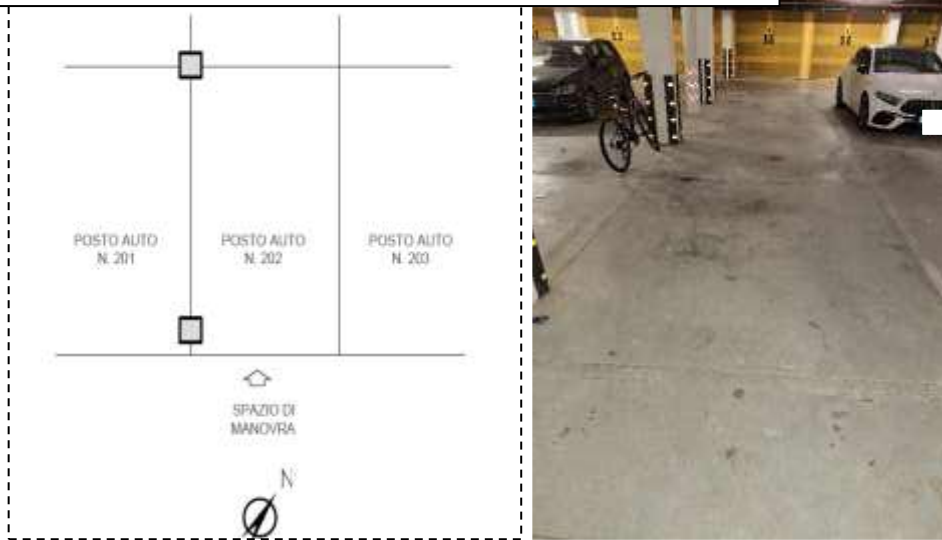 POSTO AUTO
N. 201
POSTO AUTO
N. 202
POSTO AUTO
N. 203
SPAZIO DI
MANOVRA
N